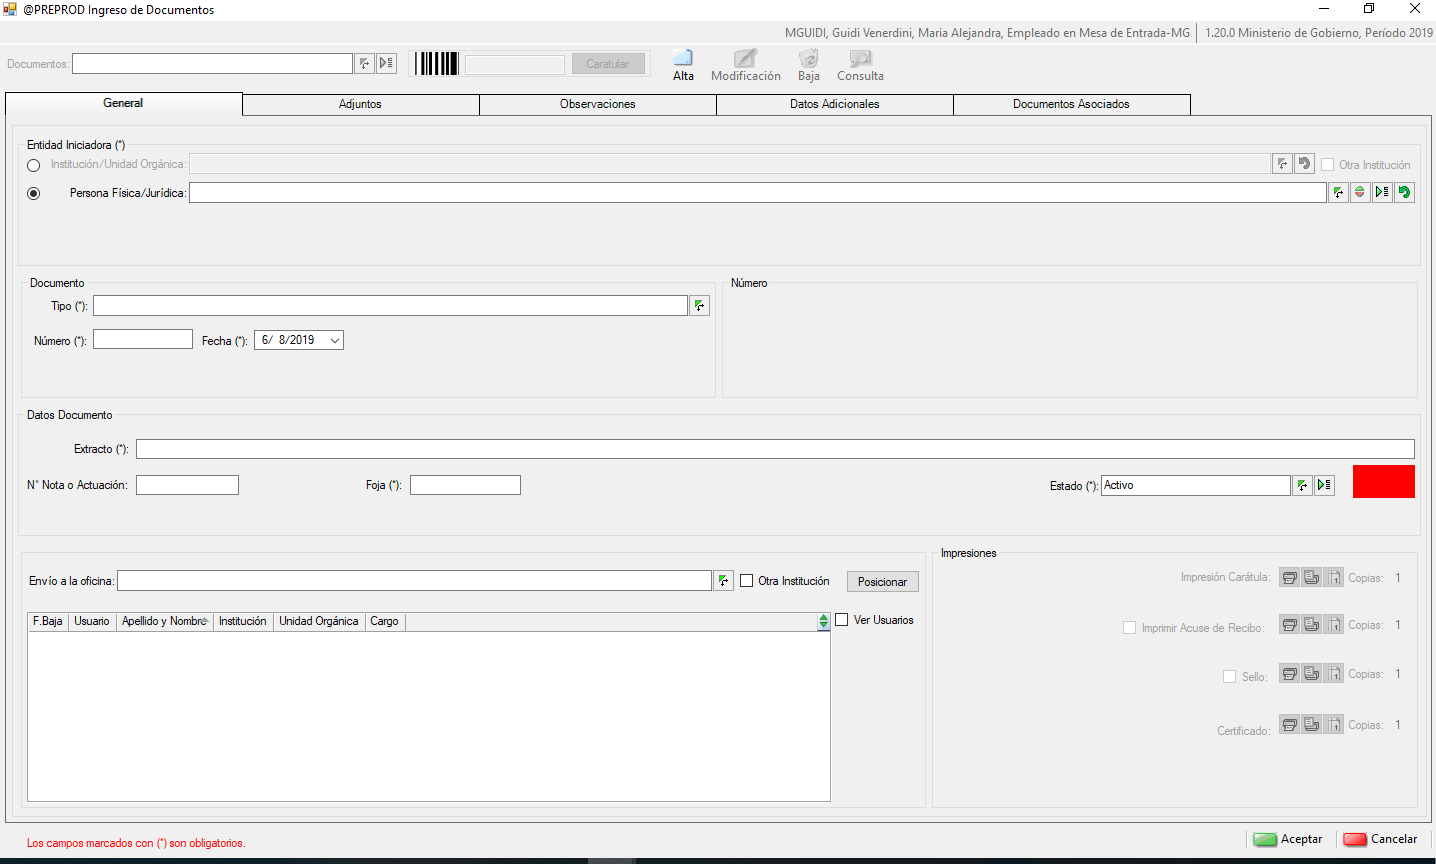 @PREPROD Ingreso de Documentos
MGUIDI, Guidi Venerdini, Maria Alejandra, Empleado en Mesa de Entrada-MG 1.20.0 Ministerio de Gobierno, Período 2019
Documentos: Caratular Alta Modificación Baja Consulta
General Adjuntos Observaciones Datos Adicionales Documentos Asociados
Entidad Iniciadora (*)
Institución/Unidad Orgánica: Otra Institución
Persona Física/Jurídica:
Documento Número
Tipo (*):
Número (*): Fecha (*): 6/ 8/2019
Datos Documento
Extracto (*):
N° Nota o Actuación: Foja (*): Estado (*): Activo
Impresiones
Envío a la oficina: Otra Institución Posicionar Impresión Carátula: Copias: 1
F.Baja Usuario Apellido y Nombre Institución Unidad Orgánica Cargo Ver Usuarios
Imprimir Acuse de Recibo: Copias: 1
Sello: Copias: 1
Certificado: Copias: 1
Los campos marcados con (*) son obligatorios. Aceptar Cancelar